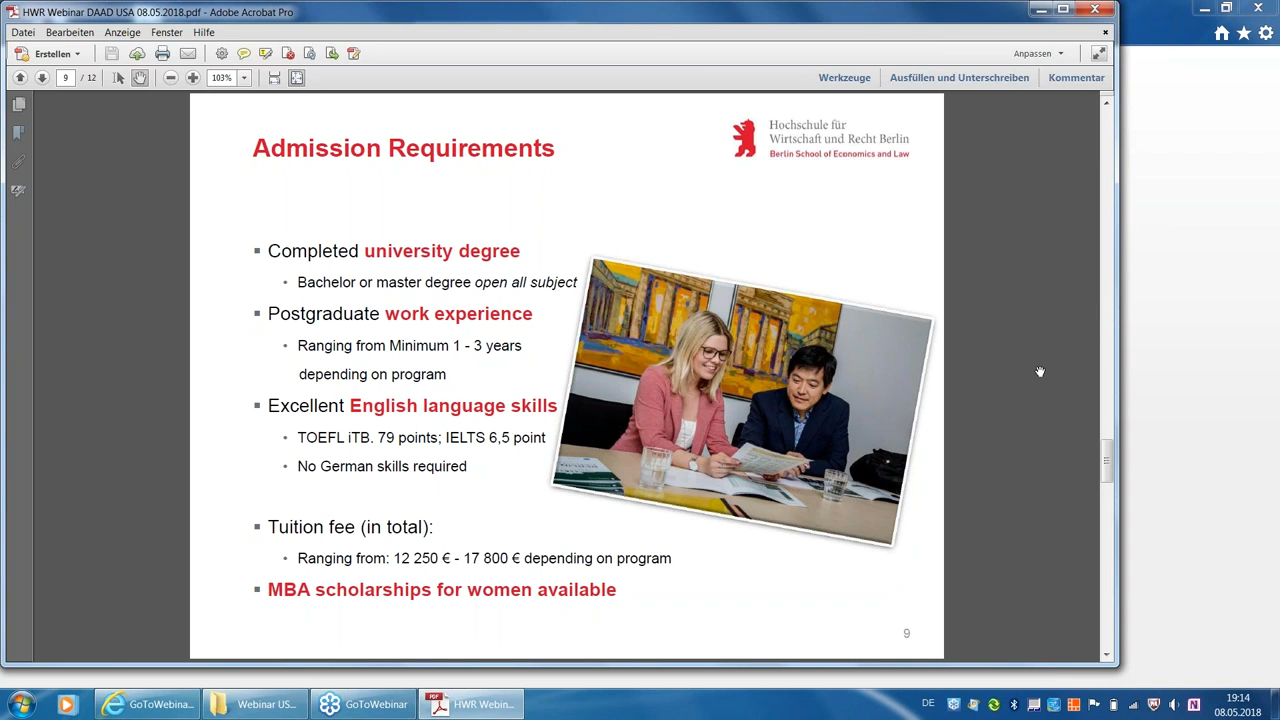 HWR Webinar DAAD USA 08.05.2018.pdf - Adobe Acrobat Pro
Datei Bearbeiten Anzeige Fenster Hilfe
Erstellen
Anpassen
9 / 12
103%
Werkzeuge
Ausfüllen und Unterschreiben
Kommentar
Admission Requirements
Hochschule für
Wirtschaft und Recht Berlin
Berlin School of Economics and Law
Completed university degree
Bachelor or master degree open all subject
Postgraduate work experience
Ranging from Minimum 1 - 3 years
depending on program
Excellent English language skills
TOEFL iTB. 79 points; IELTS 6,5 point
No German skills required
Tuition fee (in total):
Ranging from: 12 250 € - 17 800 € depending on program
MBA scholarships for women available
9
GoToWebina...
Webinar US...
GoToWebinar
HWR Webin...
DE
19:14
08.05.2018